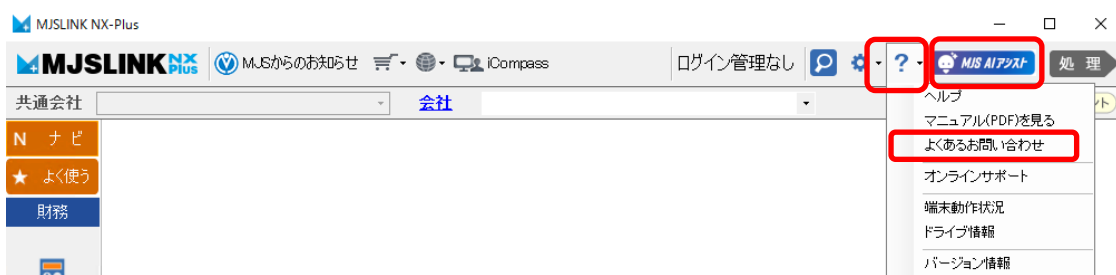 MJSLINK NX-Plus
MJSLINK NX Plus MJSからのお知らせ iCompass ログイン管理なし ? MJS AIアシスト 処 理
共通会社 会社
N ナ ビ
★ よく使う
財務
ヘルプ
マニュアル(PDF)を見る
よくあるお問い合わせ
オンラインサポート
端末動作状況
ドライブ情報
バージョン情報